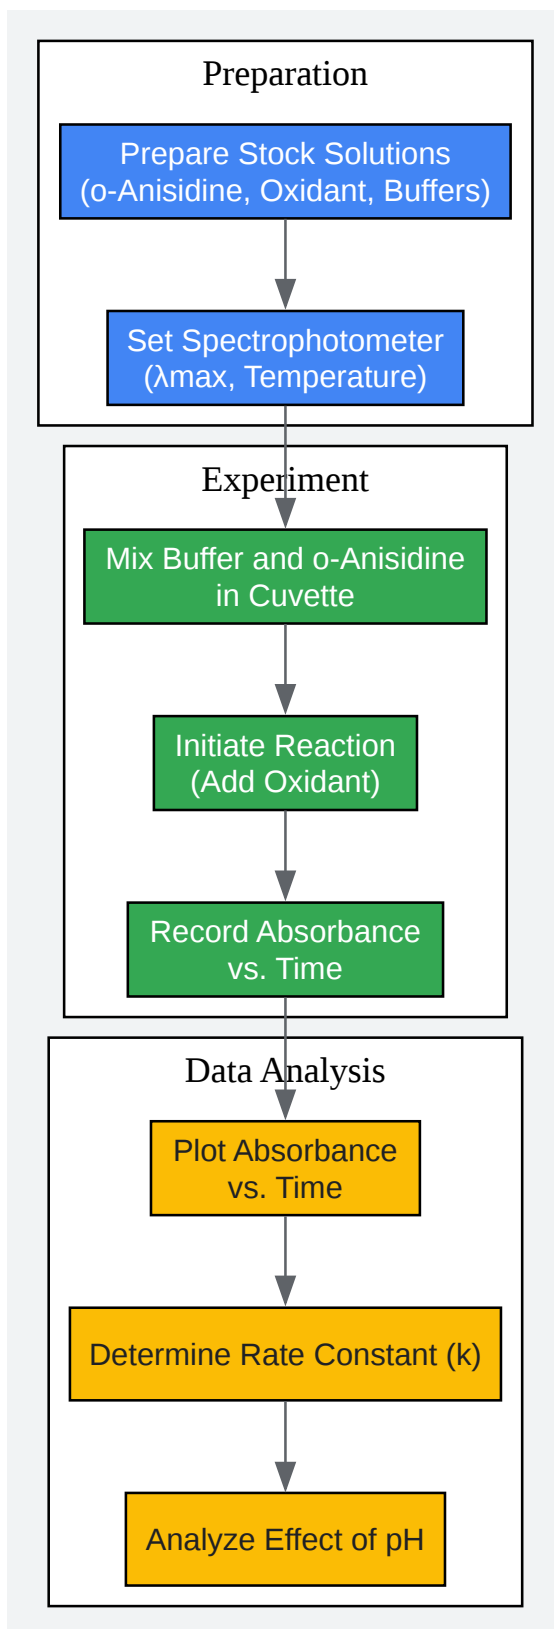 Preparation
Prepare Stock Solutions
(o-Anisidine, Oxidant, Buffers)
Set Spectrophotometer
(λmax, Temperature)
Experiment
Mix Buffer and o-Anisidine
in Cuvette
Initiate Reaction
(Add Oxidant)
Record Absorbance
vs. Time
Data Analysis
Plot Absorbance
vs. Time
Determine Rate Constant (k)
Analyze Effect of pH